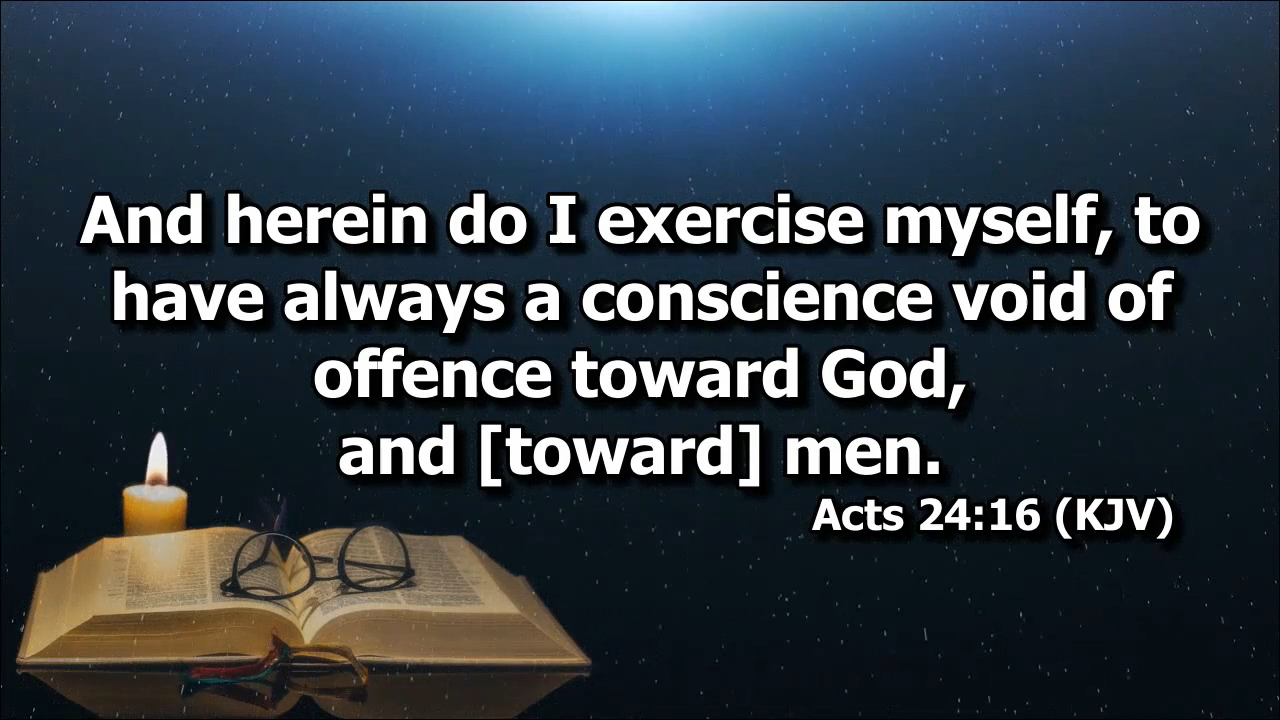 And herein do I exercise myself, to
have always a conscience void of
offence toward God,
and [toward] men.
Acts 24:16 (KJV)